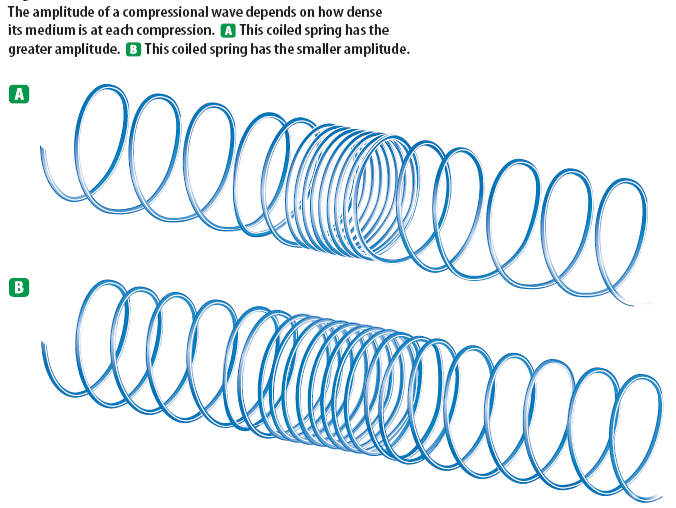 The amplitude of a compressional wave depends on how dense
its medium is at each compression. A This coiled spring has the
greater amplitude. B This coiled spring has the smaller amplitude.
A
B